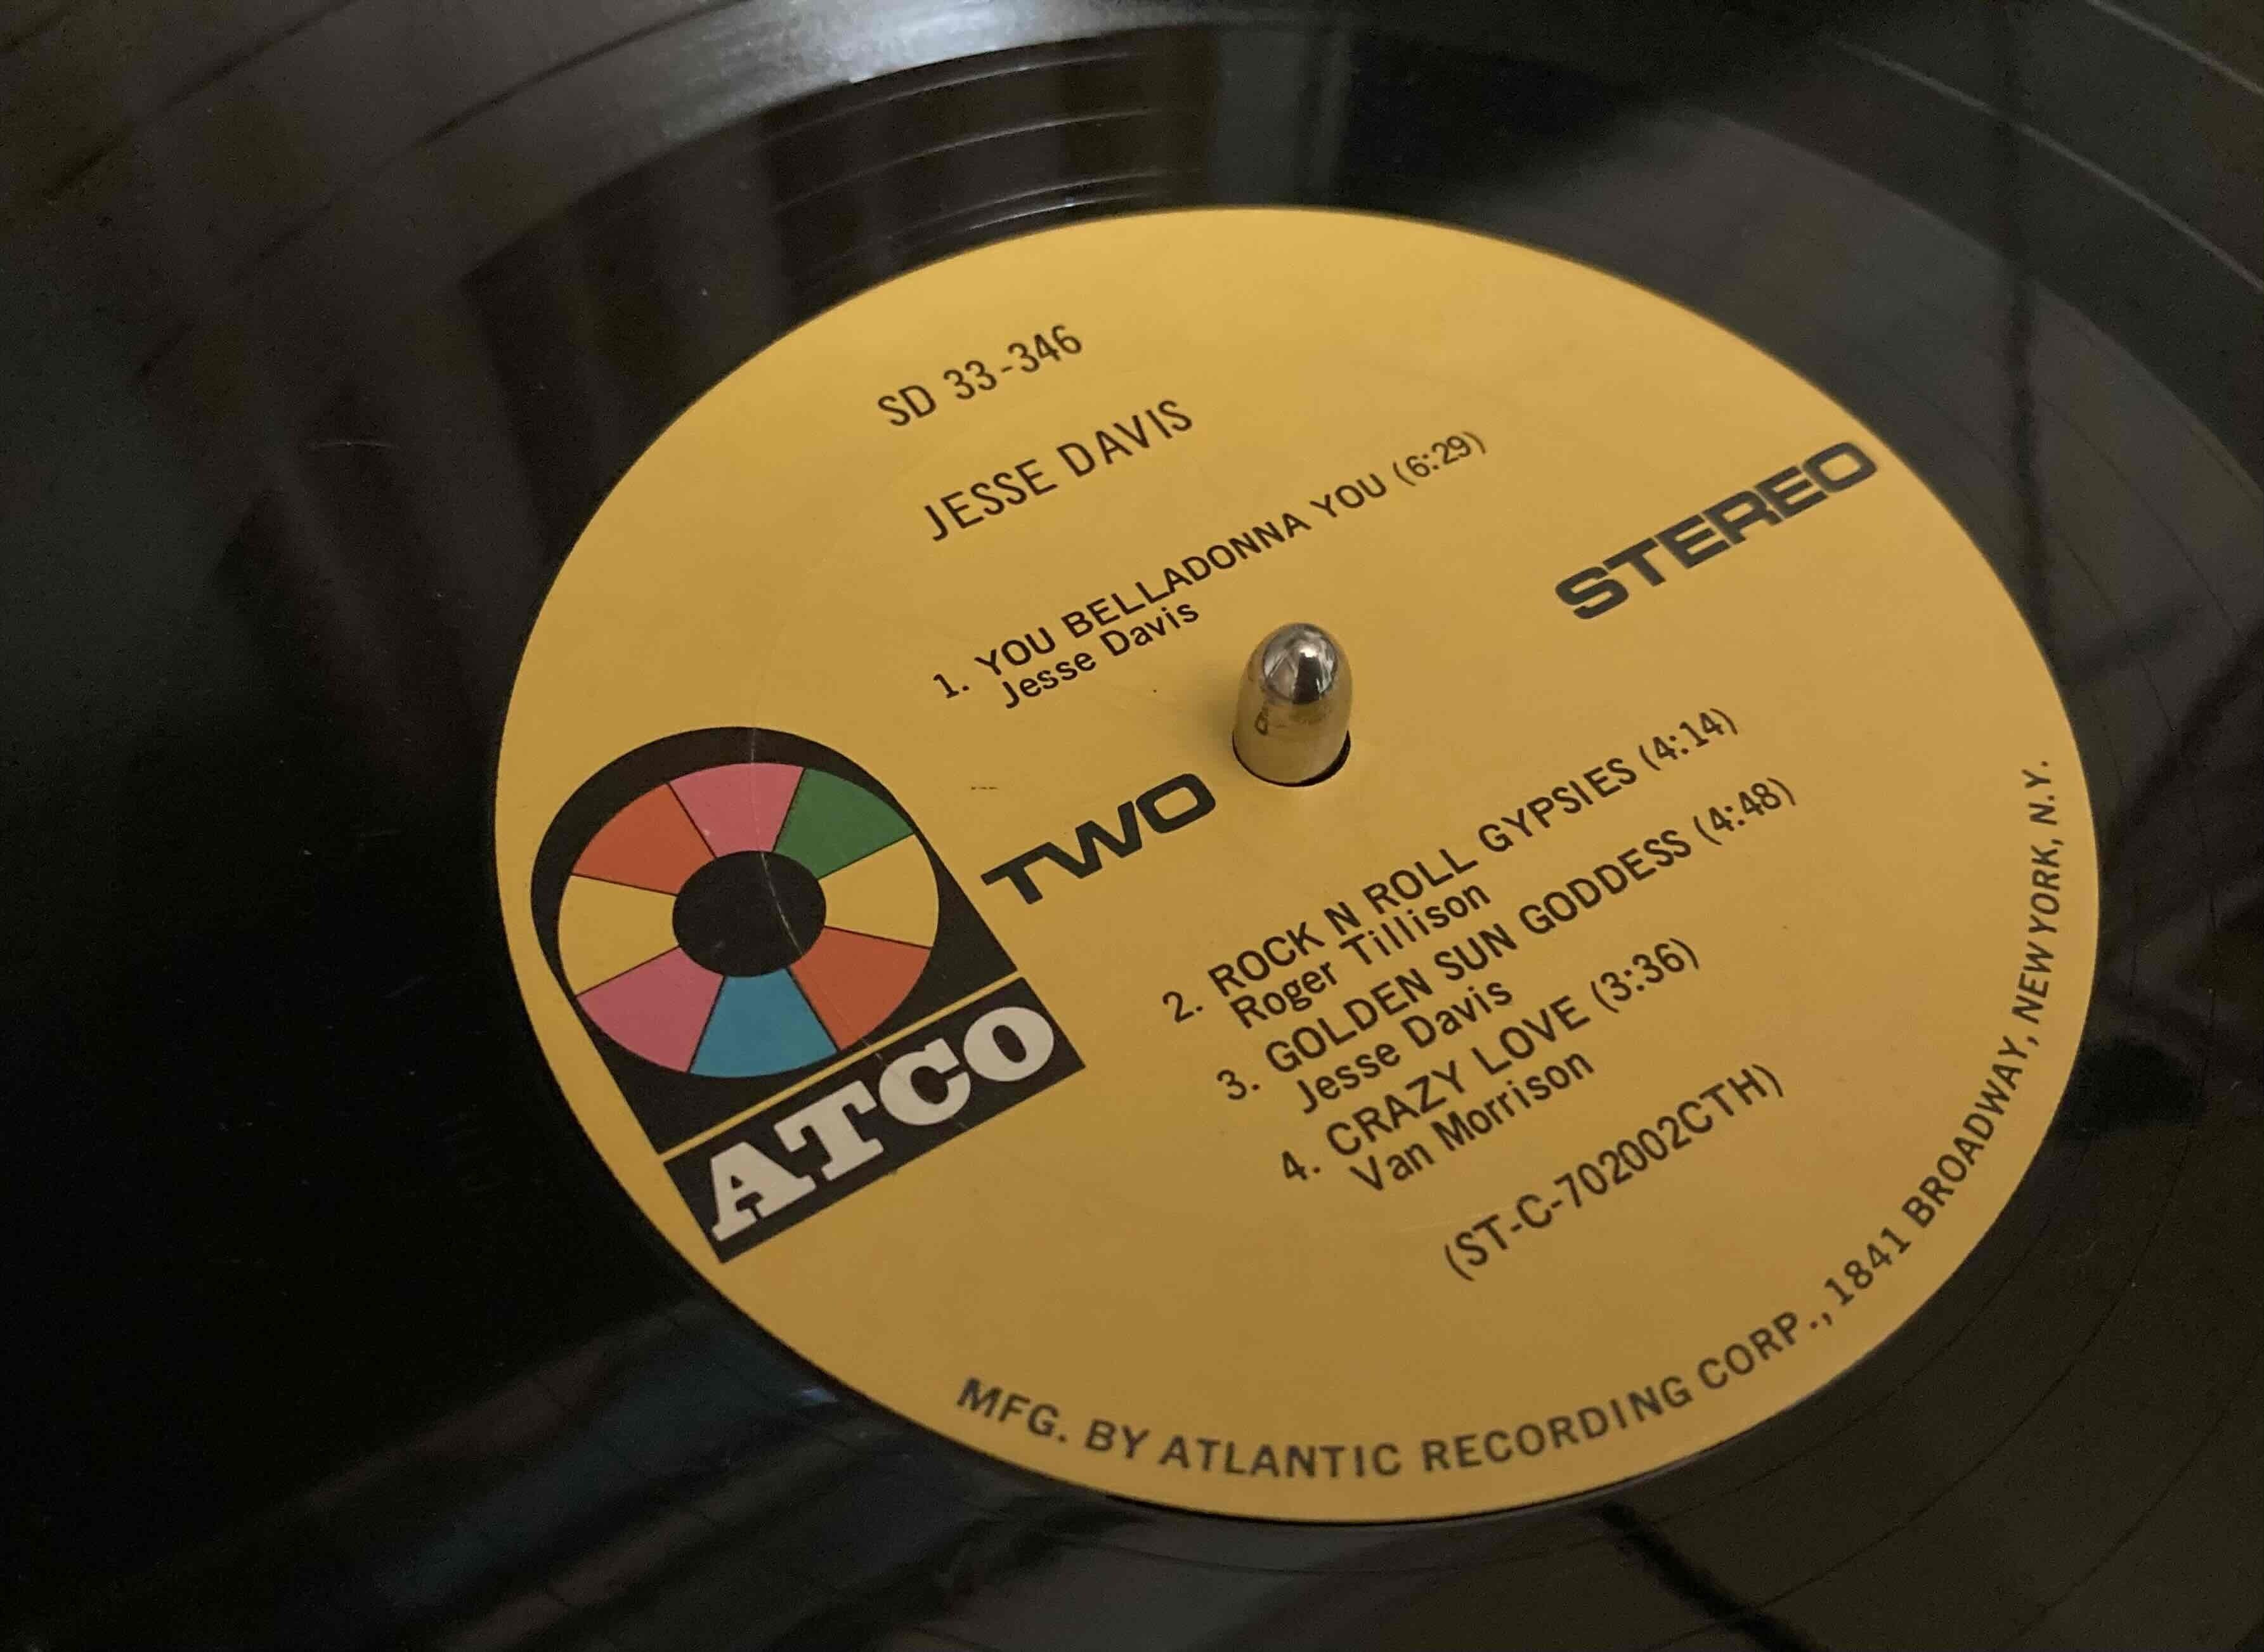 SD 33-346
JESSE DAVIS
1. YOU BELLADONNA YOU (6:29)
Jesse Davis
STEREO
TWO
2. ROCK N ROLL GYPSIES (4:14)
Roger Tillison
3. GOLDEN SUN GODDESS (4:48)
Jesse Davis
4. CRAZY LOVE (3:36)
Van Morrison
(ST-C-702002CTH)
ATCO
MFG. BY ATLANTIC RECORDING CORP., 1841 BROADWAY, NEW YORK, N.Y.